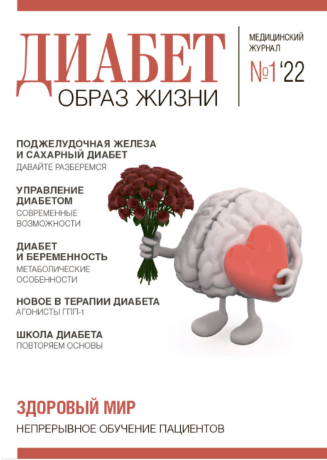 ДИАБЕТ
ОБРАЗ ЖИЗНИ
МЕДИЦИНСКИЙ
ЖУРНАЛ
№1‘22
ПОДЖЕЛУДОЧНАЯ ЖЕЛЕЗА
И САХАРНЫЙ ДИАБЕТ
ДАВАЙТЕ РАЗБЕРЕМСЯ
УПРАВЛЕНИЕ
ДИАБЕТОМ
СОВРЕМЕННЫЕ
ВОЗМОЖНОСТИ
ДИАБЕТ
И БЕРЕМЕННОСТЬ
МЕТАБОЛИЧЕСКИЕ
ОСОБЕННОСТИ
НОВОЕ В ТЕРАПИИ ДИАБЕТА
АГОНИСТЫ ГПП-1
ШКОЛА ДИАБЕТА
ПОВТОРЯЕМ ОСНОВЫ
ЗДОРОВЫЙ МИР
НЕПРЕРЫВНОЕ ОБУЧЕНИЕ ПАЦИЕНТОВ